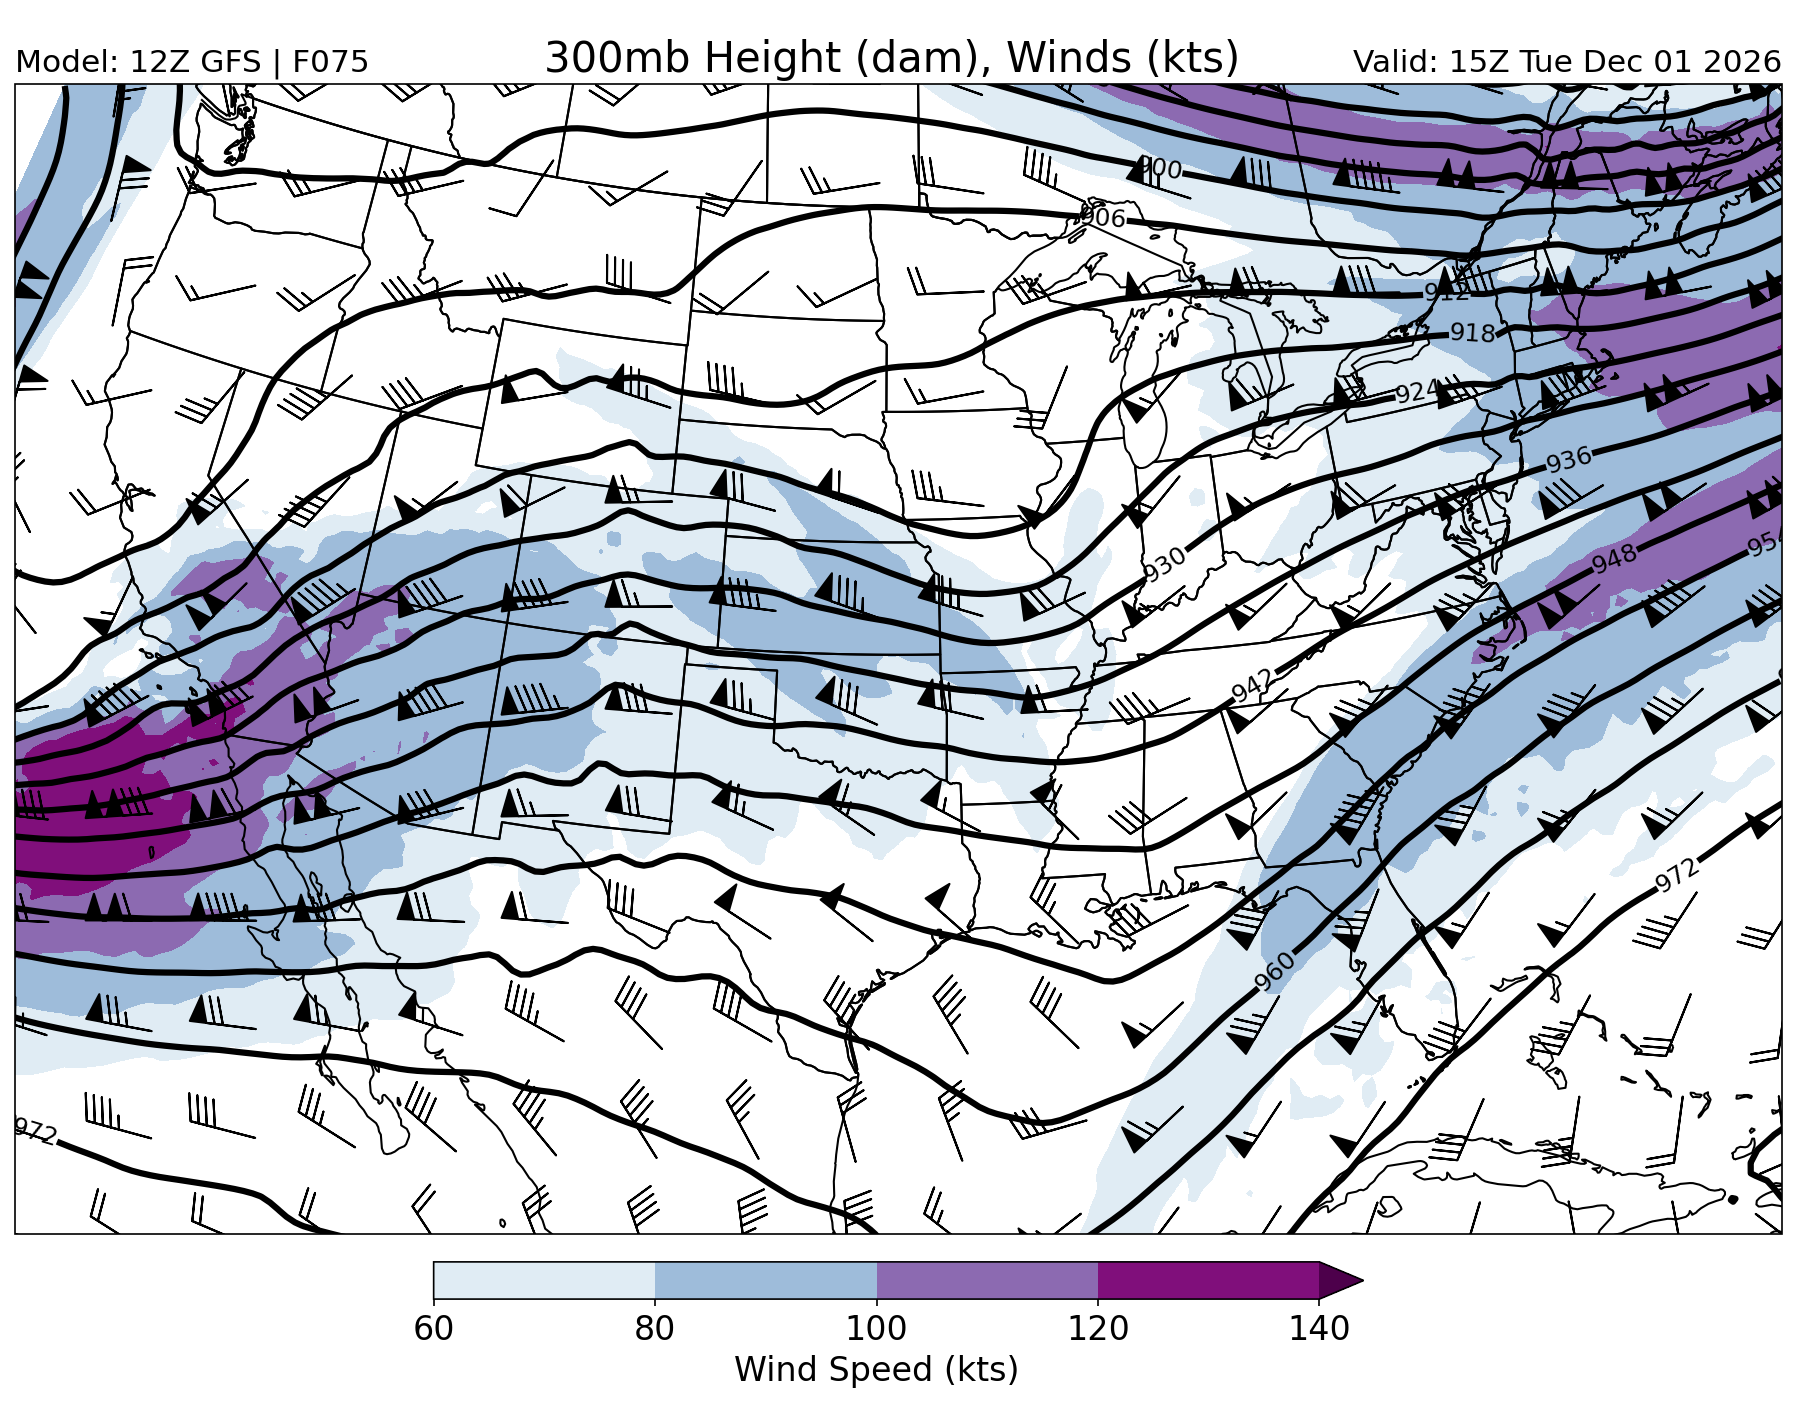 Model: 12Z GFS | F075
300mb Height (dam), Winds (kts)
Valid: 15Z Tue Dec 01 2026
900
906
912
918
924
936
930
948
954
942
972
960
972
60 80 100 120 140
Wind Speed (kts)